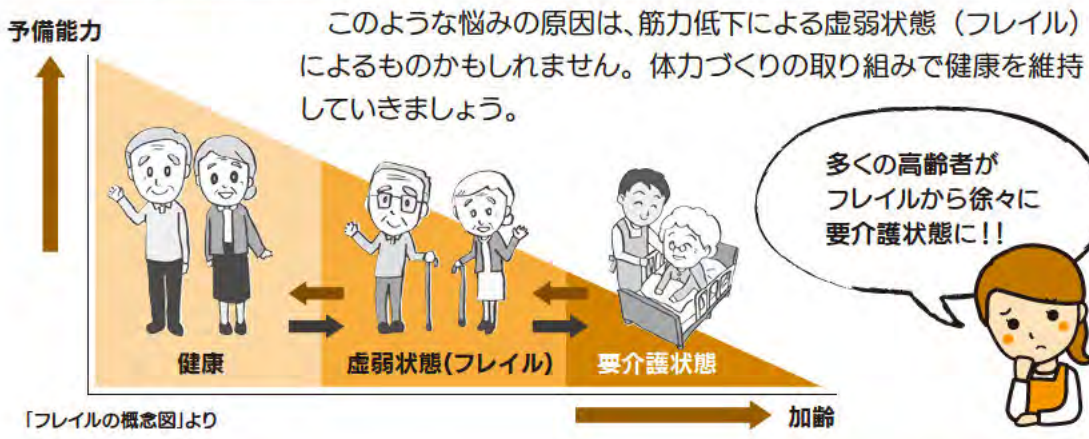 予備能力
このような悩みの原因は、筋力低下による虚弱状態（フレイル）
によるものかもしれません。体力づくりの取り組みで健康を維持
していきましょう。
多くの高齢者が
フレイルから徐々に
要介護状態に!!
健康
虚弱状態(フレイル)
要介護状態
「フレイルの概念図」より
加齢